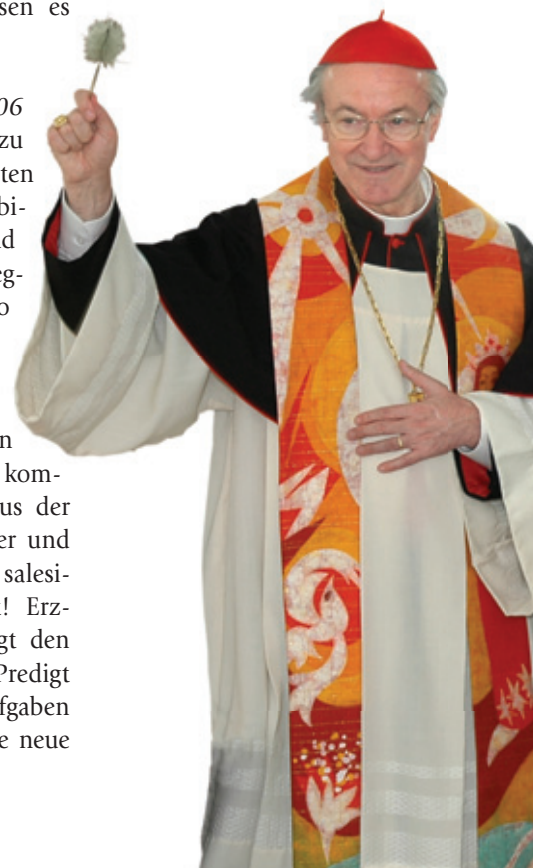 sen es
06
zu
ten
bi-
d
eg-
o
n
kom-
us der
er und
salesi-
! Erz-
gt den
Predigt
fgaben
e neue